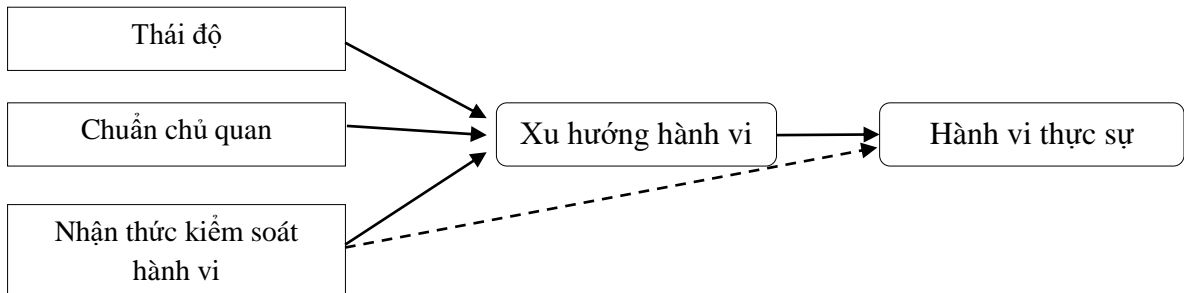 Thái độ
Chuẩn chủ quan
Xu hướng hành vi
Hành vi thực sự
Nhận thức kiểm soát
hành vi